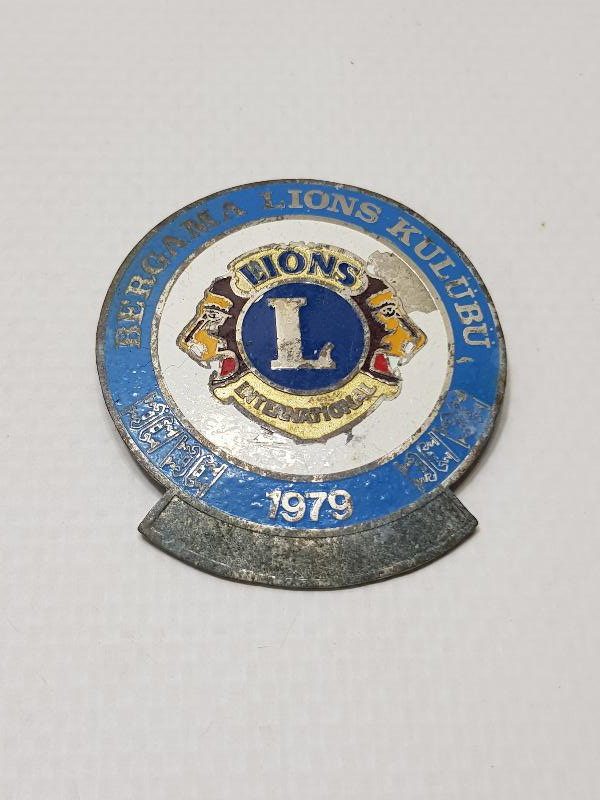 BERGAMA LIONS KULÜBÜ
LIONS
L
INTERNATIONAL
1979